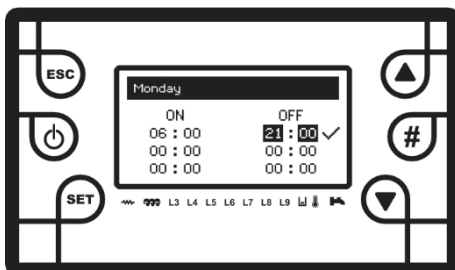 ESC
Monday
ON OFF
06 : 00 21 : 00
00 : 00 00 : 00
00 : 00 00 : 00
#
SET
L3 L4 L5 L6 L7 L8 L9